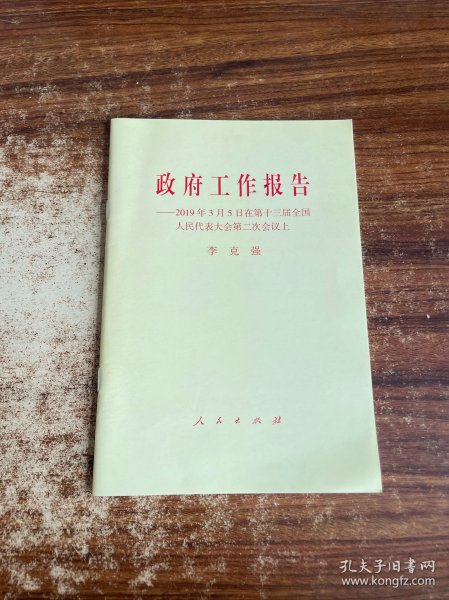 政府工作报告
——2019年3月5日在第十三届全国
人民代表大会第二次会议上
李克强
人民出版社
孔夫子旧书网
www.kongfz.com